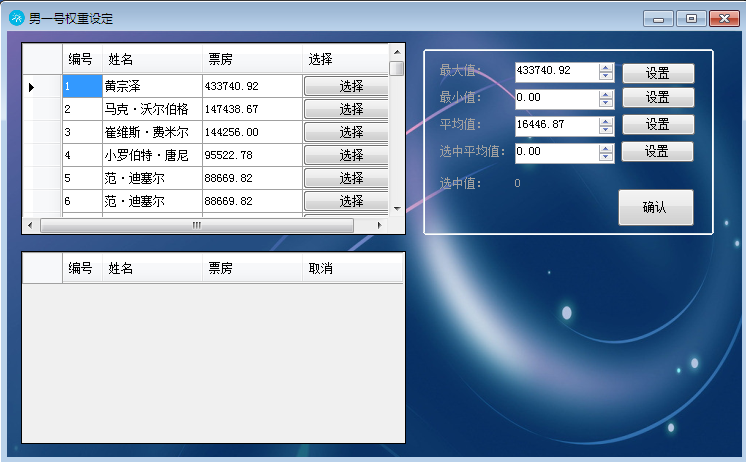 男一号权重设定
编号 姓名 票房 选择
1 黄宗泽 433740.92 选择
2 马克·沃尔伯格 147438.67 选择
3 崔维斯·费米尔 144256.00 选择
4 小罗伯特·唐尼 95522.78 选择
5 范·迪塞尔 88669.82 选择
6 范·迪塞尔 88669.82 选择
最大值: 433740.92 设置
最小值: 0.00 设置
平均值: 16446.87 设置
选中平均值: 0.00 设置
选中值: 0
确认
编号 姓名 票房 取消